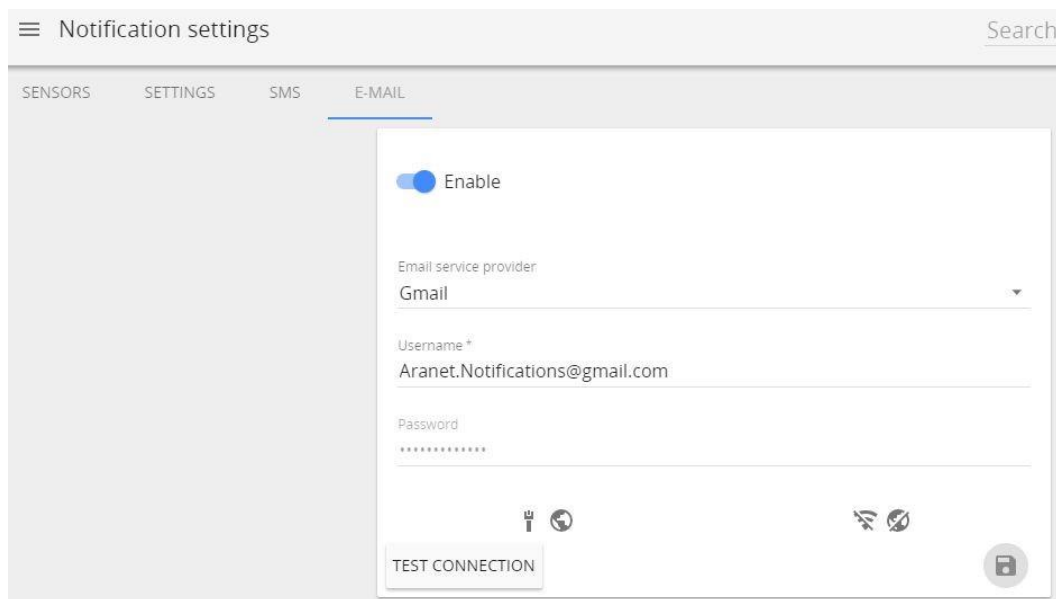 Notification settings
Search
SENSORS SETTINGS SMS E-MAIL
Enable
Email service provider
Gmail
Username *
Aranet.Notifications@gmail.com
Password
•••••••••••••
TEST CONNECTION